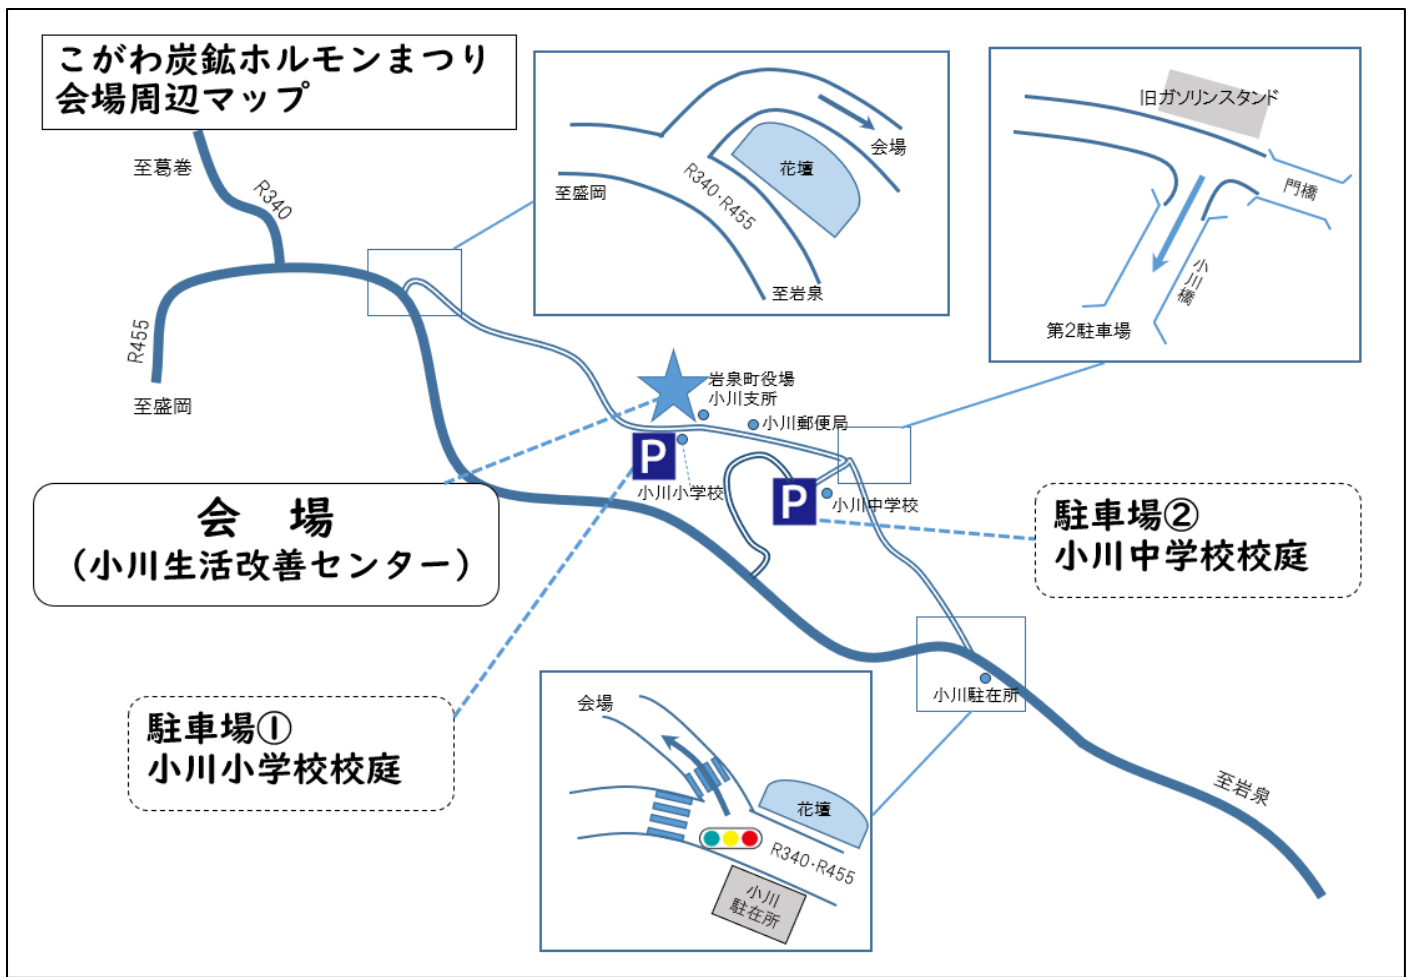 こがわ炭鉱ホルモンまつり
会場周辺マップ
至葛巻
R340
R455
至盛岡
至盛岡
R340・R455
花壇
会場
至岩泉
旧ガソリンスタンド
門橋
小川橋
第2駐車場
岩泉町役場
小川支所
小川郵便局
P
小川小学校
P
小川中学校
会 場
（小川生活改善センター）
駐車場②
小川中学校校庭
駐車場①
小川小学校校庭
小川駐在所
至岩泉
会場
花壇
R340・R455
小川
駐在所